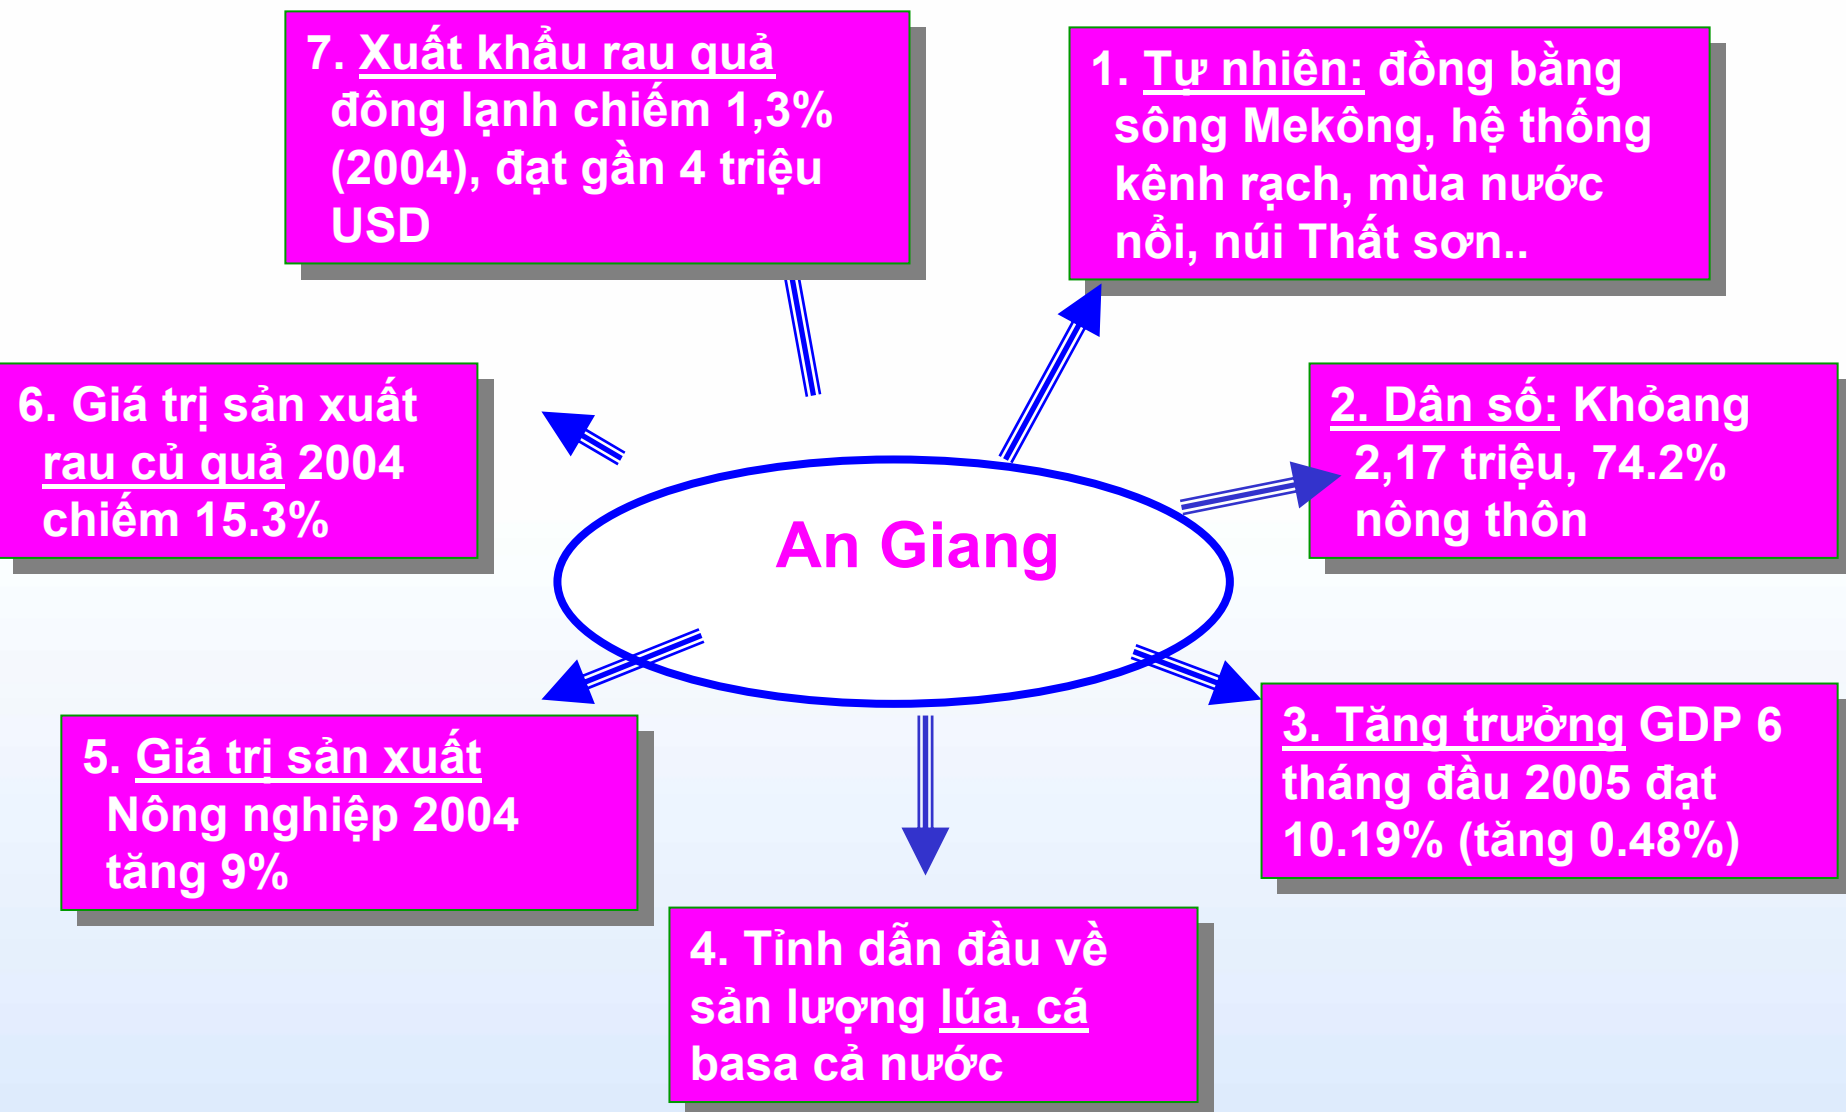 7. Xuất khẩu rau quả
đông lạnh chiếm 1,3%
(2004), đạt gần 4 triệu
USD
1. Tự nhiên: đồng bằng
sông Mekông, hệ thống
kênh rạch, mùa nước
nổi, núi Thất sơn..
6. Giá trị sản xuất
rau củ quả 2004
chiếm 15.3%
2. Dân số: Khỏang
2,17 triệu, 74.2%
nông thôn
An Giang
5. Giá trị sản xuất
Nông nghiệp 2004
tăng 9%
3. Tăng trưởng GDP 6
tháng đầu 2005 đạt
10.19% (tăng 0.48%)
4. Tỉnh dẫn đầu về
sản lượng lúa, cá
basa cả nước